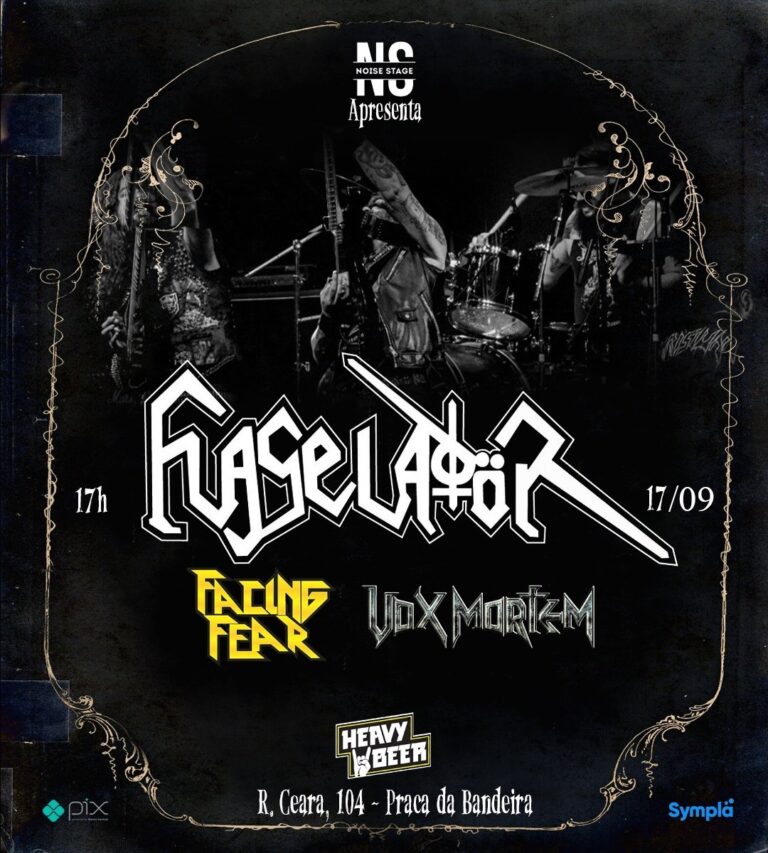 NS
NOISE STAGE
Apresenta
Flagelatör
17h
17/09
FACING
FEAR
VOX MORTEM
HEAVY
BEER
R. Ceara, 104 - Praca da Bandeira
pix
Sympla